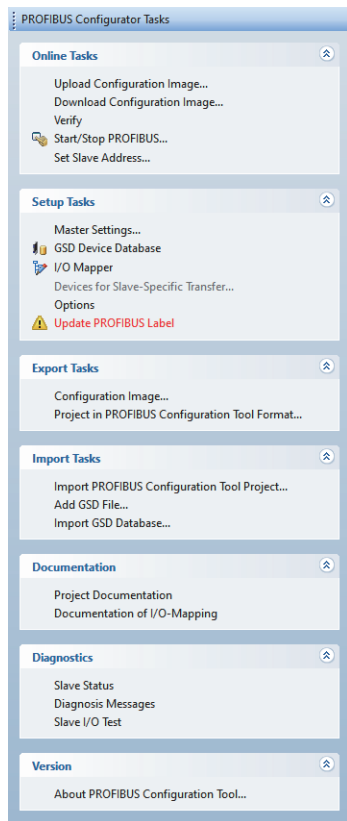 PROFIBUS Configurator Tasks
Online Tasks
Upload Configuration Image...
Download Configuration Image...
Verify
Start/Stop PROFIBUS...
Set Slave Address...
Setup Tasks
Master Settings...
GSD Device Database
I/O Mapper
Devices for Slave-Specific Transfer...
Options
Update PROFIBUS Label
Export Tasks
Configuration Image...
Project in PROFIBUS Configuration Tool Format...
Import Tasks
Import PROFIBUS Configuration Tool Project...
Add GSD File...
Import GSD Database...
Documentation
Project Documentation
Documentation of I/O-Mapping
Diagnostics
Slave Status
Diagnosis Messages
Slave I/O Test
Version
About PROFIBUS Configuration Tool...